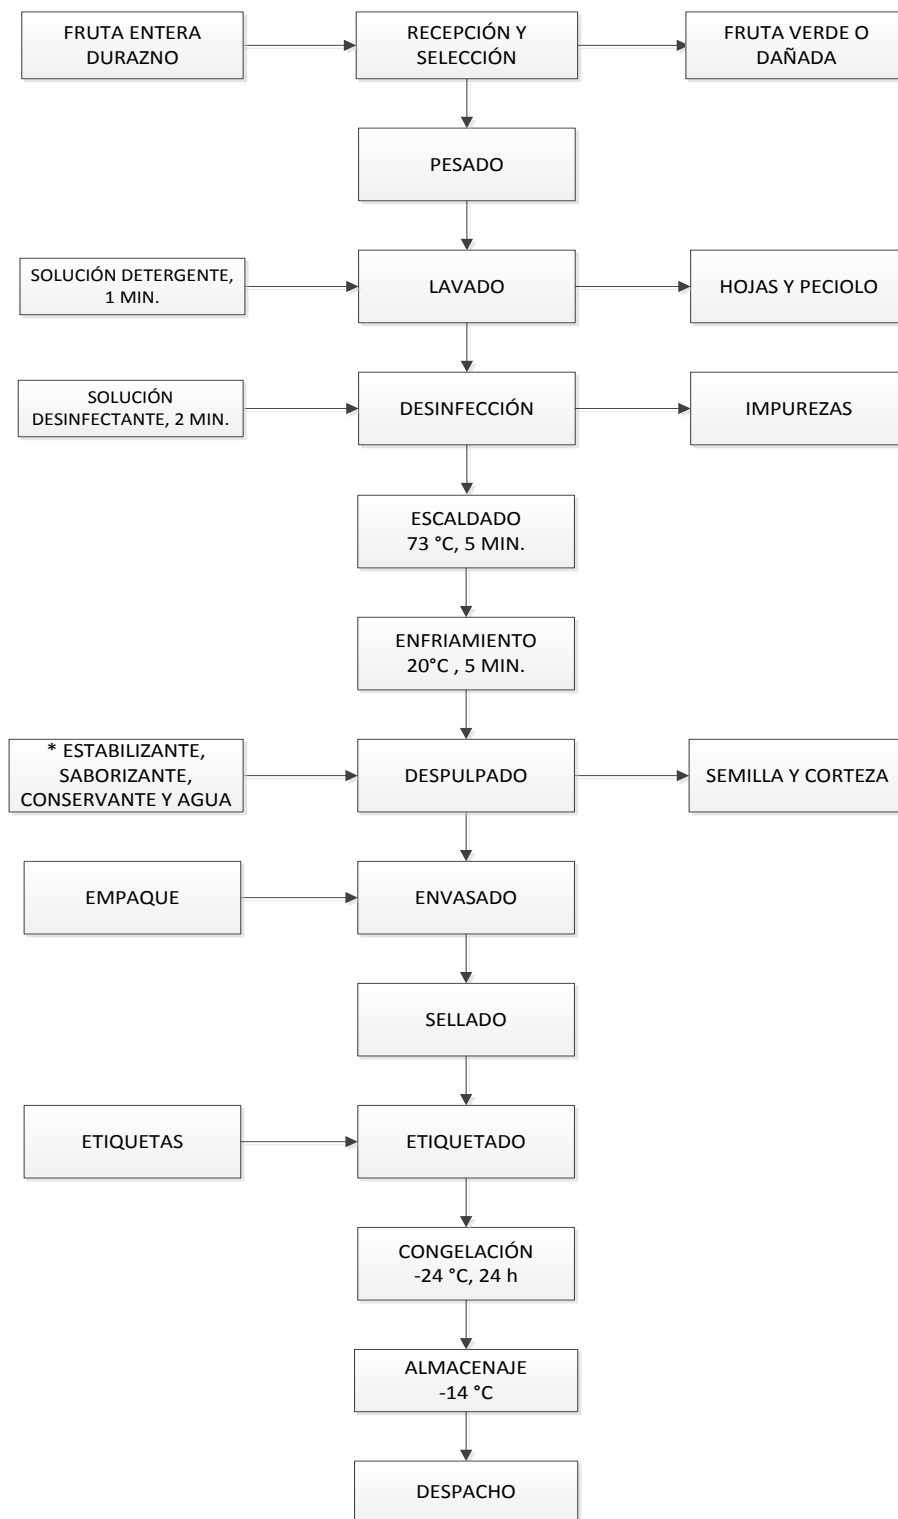 FRUTA ENTERA
DURAZNO
RECEPCIÓN Y
SELECCIÓN
FRUTA VERDE O
DAÑADA
PESADO
SOLUCIÓN DETERGENTE,
1 MIN.
LAVADO
HOJAS Y PECIOLO
SOLUCIÓN
DESINFECTANTE, 2 MIN.
DESINFECCIÓN
IMPUREZAS
ESCALDADO
73 °C, 5 MIN.
ENFRIAMIENTO
20°C , 5 MIN.
* ESTABILIZANTE,
SABORIZANTE,
CONSERVANTE Y AGUA
DESPULPADO
SEMILLA Y CORTEZA
EMPAQUE
ENVASADO
SELLADO
ETIQUETAS
ETIQUETADO
CONGELACIÓN
-24 °C, 24 h
ALMACENAJE
-14 °C
DESPACHO